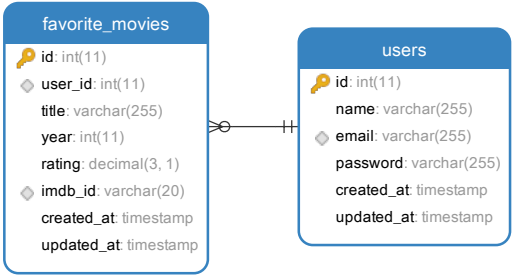 favorite_movies
id: int(11)
user_id: int(11)
title: varchar(255)
year: int(11)
rating: decimal(3, 1)
imdb_id: varchar(20)
created_at: timestamp
updated_at: timestamp
users
id: int(11)
name: varchar(255)
email: varchar(255)
password: varchar(255)
created_at: timestamp
updated_at: timestamp